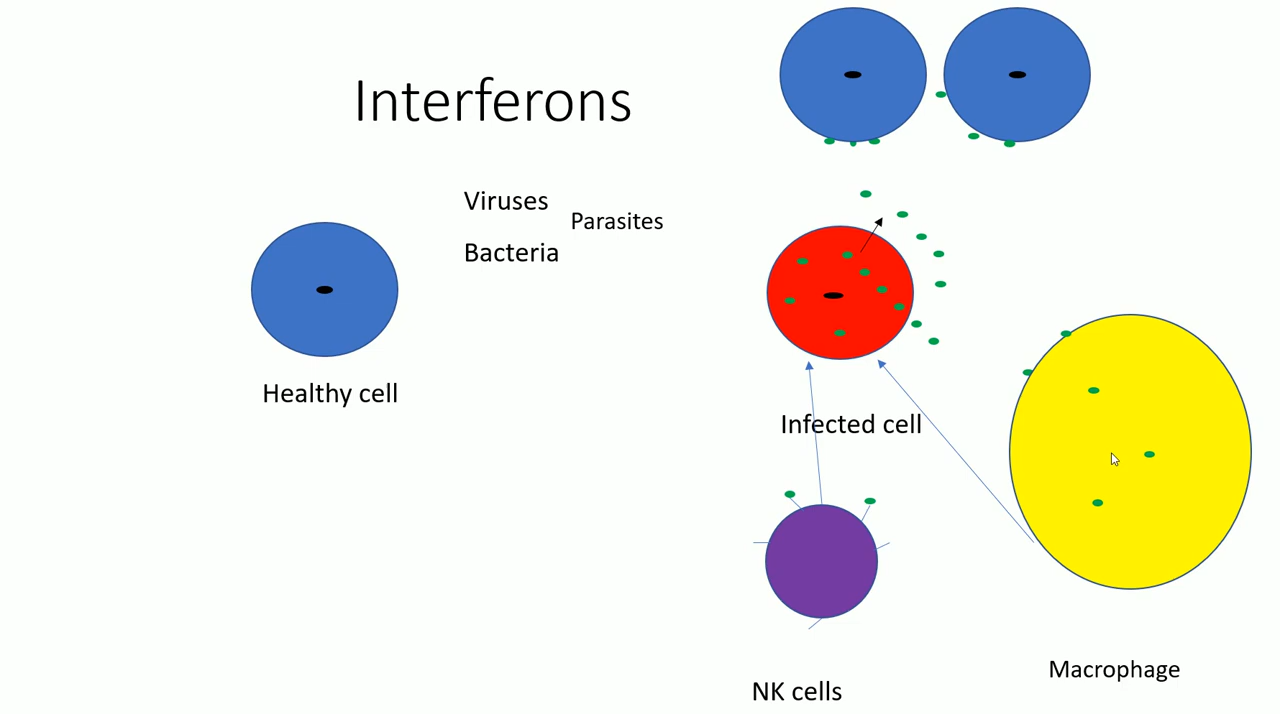 Interferons
Viruses
Parasites
Bacteria
Healthy cell
Infected cell
NK cells
Macrophage